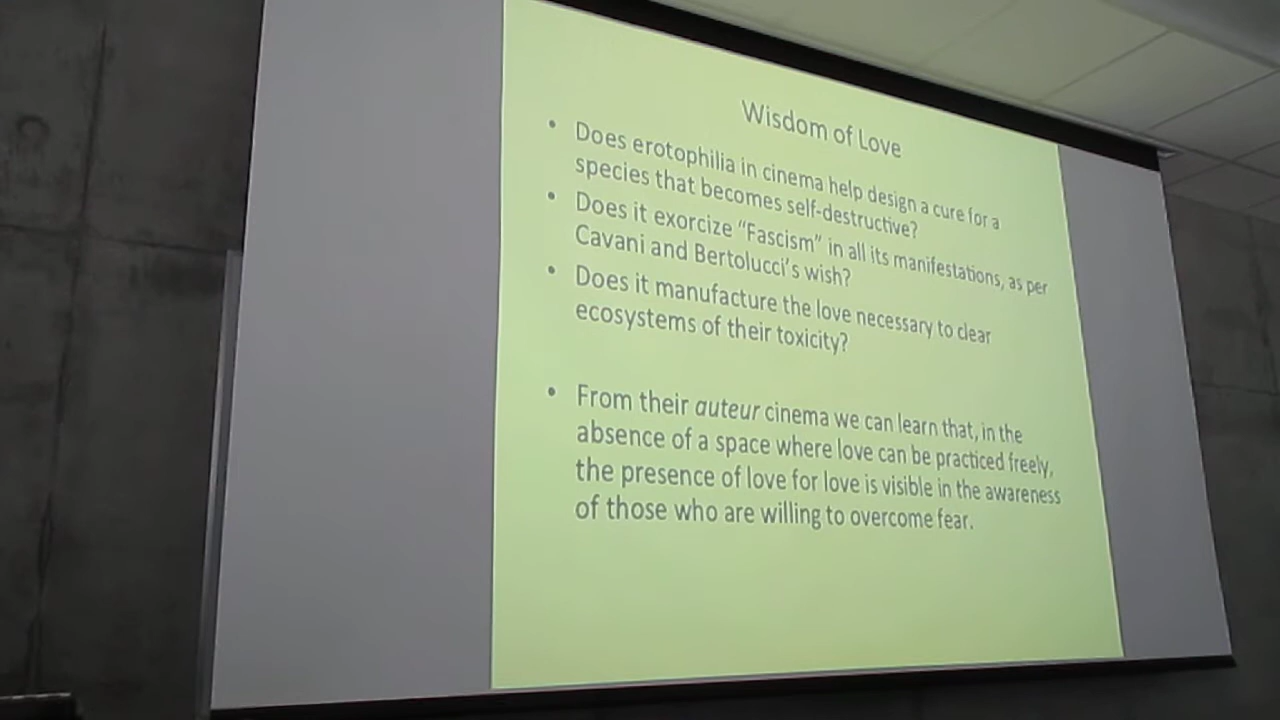 Wisdom of Love
• Does erotophilia in cinema help design a cure for a
species that becomes self-destructive?
• Does it exorcize “Fascism” in all its manifestations, as per
Cavani and Bertolucci’s wish?
• Does it manufacture the love necessary to clear
ecosystems of their toxicity?
• From their auteur cinema we can learn that, in the
absence of a space where love can be practiced freely,
the presence of love for love is visible in the awareness
of those who are willing to overcome fear.